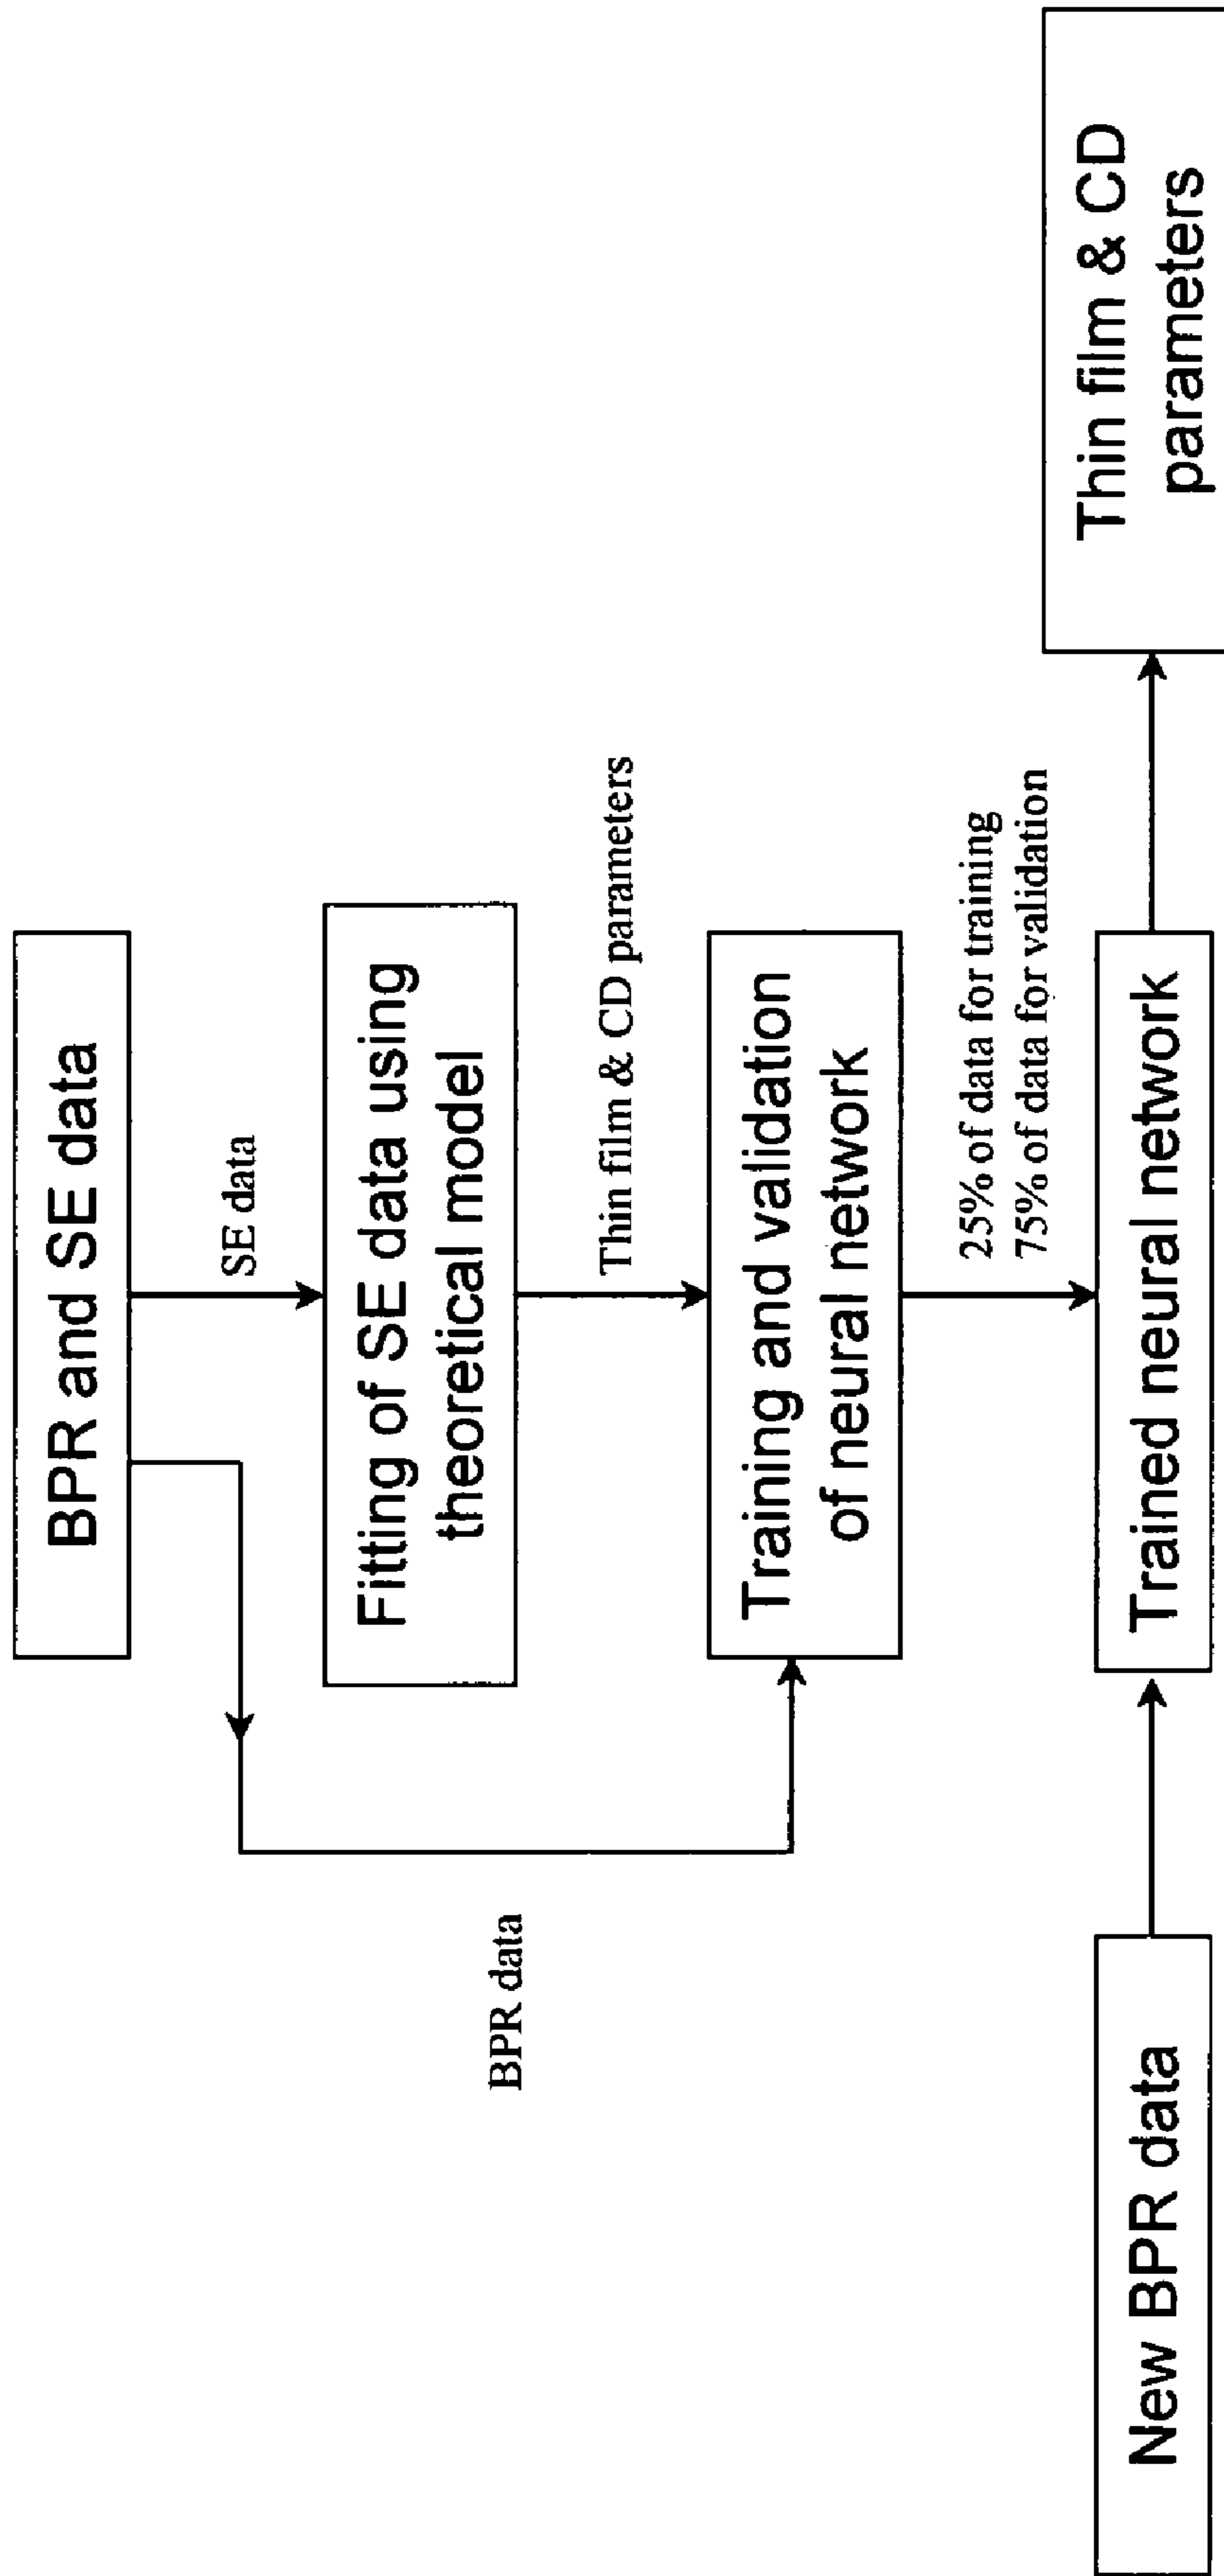 BPR and SE data
SE data
Fitting of SE data using
theoretical model
BPR data
Thin film & CD parameters
Training and validation
of neural network
25% of data for training
75% of data for validation
New BPR data
Trained neural network
Thin film & CD
parameters